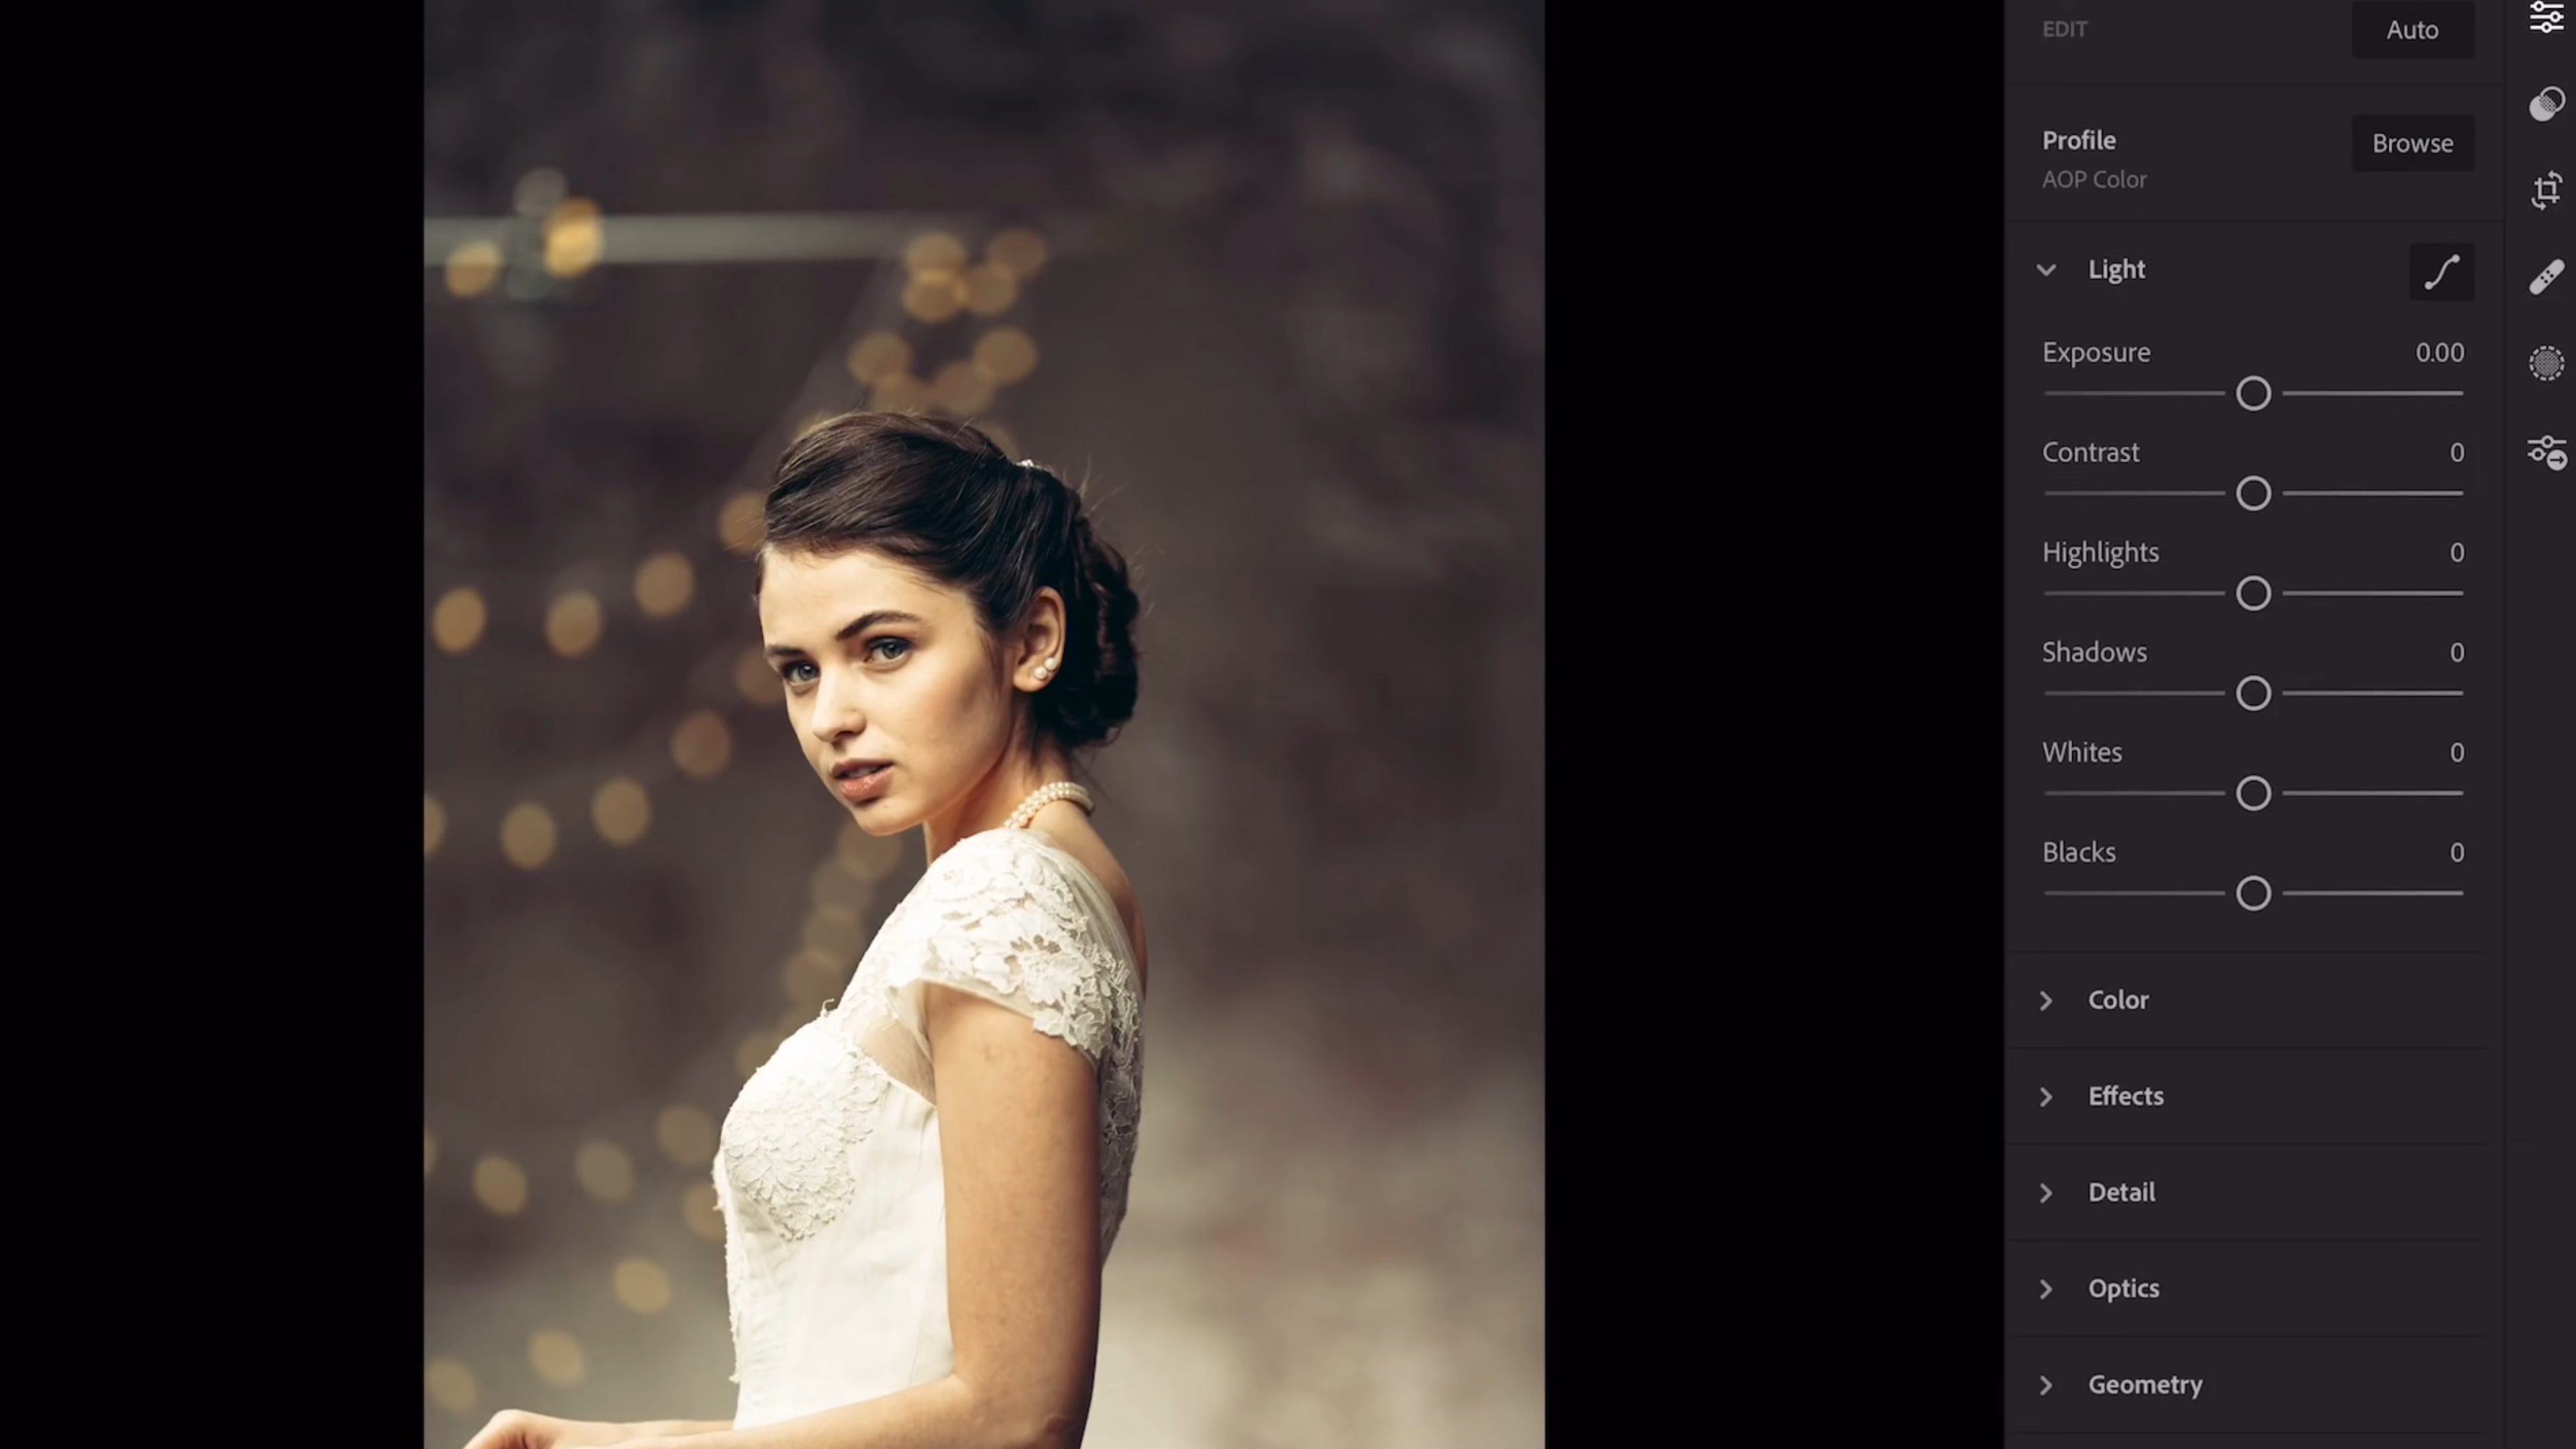 EDIT
Auto
Profile
Browse
AOP Color
Light
Exposure 0.00
Contrast 0
Highlights 0
Shadows 0
Whites 0
Blacks 0
Color
Effects
Detail
Optics
Geometry